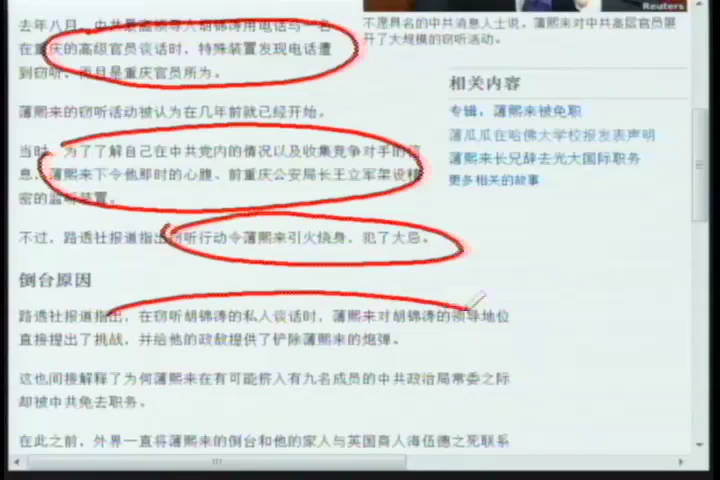 去年八月，中共最高领导人胡锦涛用电话与一名
在重庆的高级官员谈话时，特殊装置发现电话遭
到窃听，而且是重庆官员所为。
薄熙来的窃听活动被认为在几年前就已经开始。
当时，为了了解自己在中共党内的情况以及收集竞争对手的信
息，薄熙来下令他那时的心腹、前重庆公安局长王立军架设精
密的监听装置。
不过，路透社报道指出窃听行动令薄熙来引火烧身，犯了大忌。
倒台原因
路透社报道指出，在窃听胡锦涛的私人谈话时，薄熙来对胡锦涛的领导地位
直接提出了挑战，并给他的政敌提供了铲除薄熙来的炮弹。
这也间接解释了为何薄熙来在有可能挤入有九名成员的中共政治局常委之际
却被中共免去职务。
在此之前，外界一直将薄熙来的倒台和他的家人与英国商人海伍德之死联系
Reuters
不愿具名的中共消息人士说，薄熙来对中共高层官员展
开了大规模的窃听活动。
相关内容
专辑，薄熙来被免职
薄瓜瓜在哈佛大学校报发表声明
薄熙来长兄辞去光大国际职务
更多相关的故事